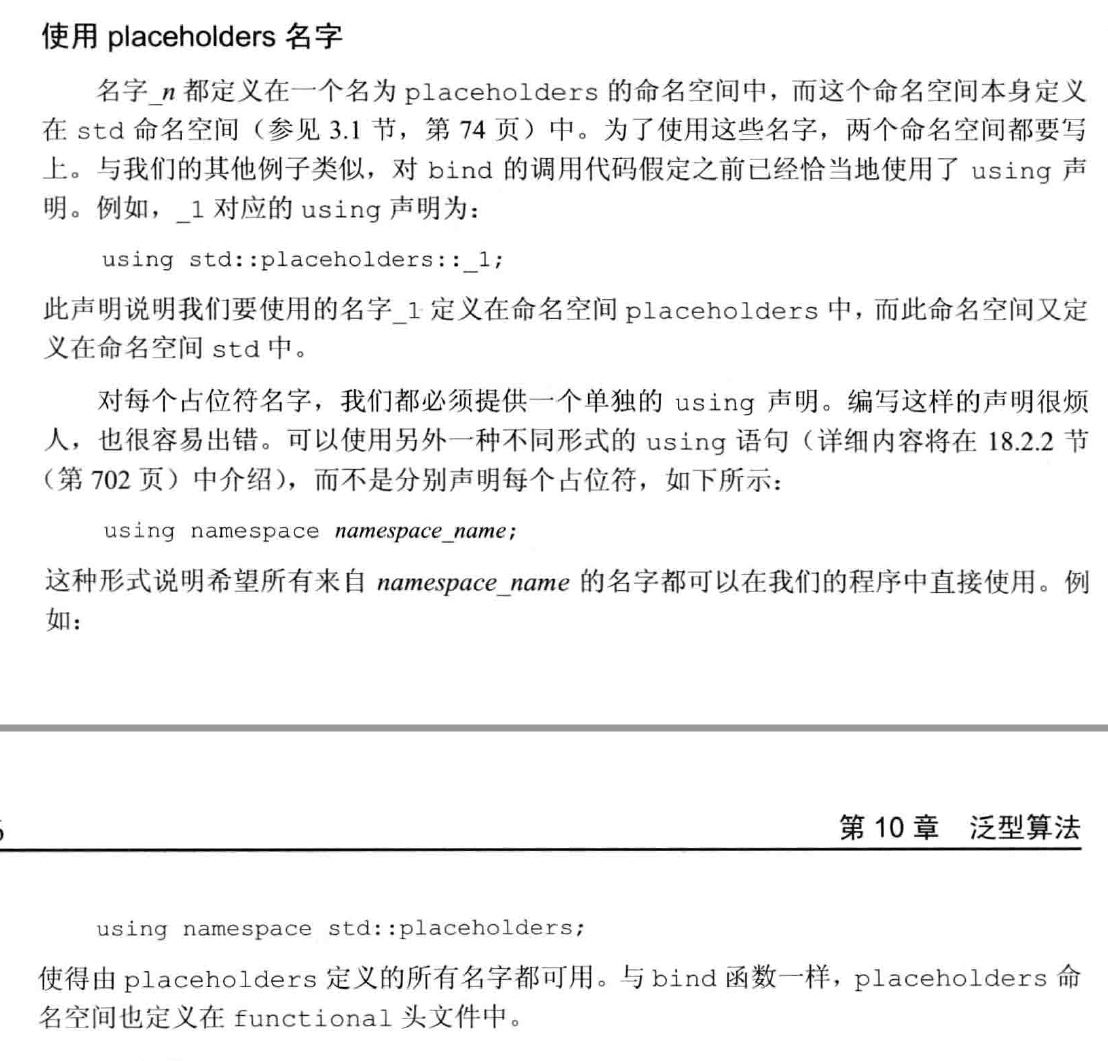 使用 placeholders 名字
名字_n 都定义在一个名为 placeholders 的命名空间中，而这个命名空间本身定义
在 std 命名空间（参见 3.1 节，第 74 页）中。为了使用这些名字，两个命名空间都要写
上。与我们的其他例子类似，对 bind 的调用代码假定之前已经恰当地使用了 using 声
明。例如，_1 对应的 using 声明为：
using std::placeholders::_1;
此声明说明我们要使用的名字_1 定义在命名空间 placeholders 中，而此命名空间又定
义在命名空间 std 中。
对每个占位符名字，我们都必须提供一个单独的 using 声明。编写这样的声明很烦
人，也很容易出错。可以使用另外一种不同形式的 using 语句（详细内容将在 18.2.2 节
（第 702 页）中介绍），而不是分别声明每个占位符，如下所示：
using namespace namespace_name;
这种形式说明希望所有来自 namespace_name 的名字都可以在我们的程序中直接使用。例
如：
第 10 章 泛型算法
using namespace std::placeholders;
使得由 placeholders 定义的所有名字都可用。与 bind 函数一样，placeholders 命
名空间也定义在 functional 头文件中。